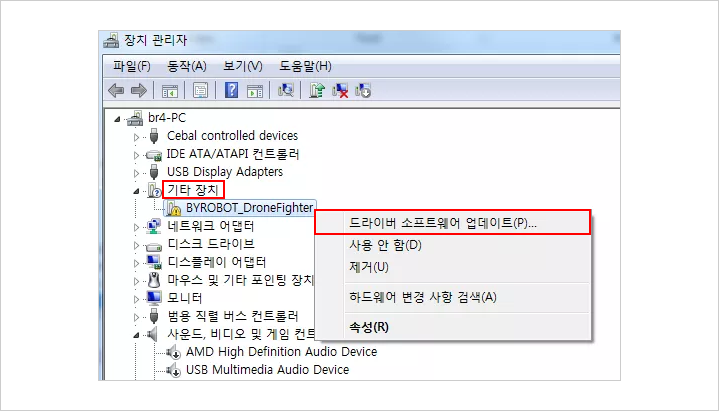 장치 관리자
파일(F) 동작(A) 보기(V) 도움말(H)
br4-PC
Cebal controlled devices
IDE ATA/ATAPI 컨트롤러
USB Display Adapters
기타 장치
BYROBOT_DroneFighter
네트워크 어댑터
디스크 드라이브
디스플레이 어댑터
마우스 및 기타 포인팅 장치
모니터
범용 직렬 버스 컨트롤러
사운드, 비디오 및 게임 컨트
AMD High Definition Audio Device
USB Multimedia Audio Device
드라이버 소프트웨어 업데이트(P)...
사용 안 함(D)
제거(U)
하드웨어 변경 사항 검색(A)
속성(R)